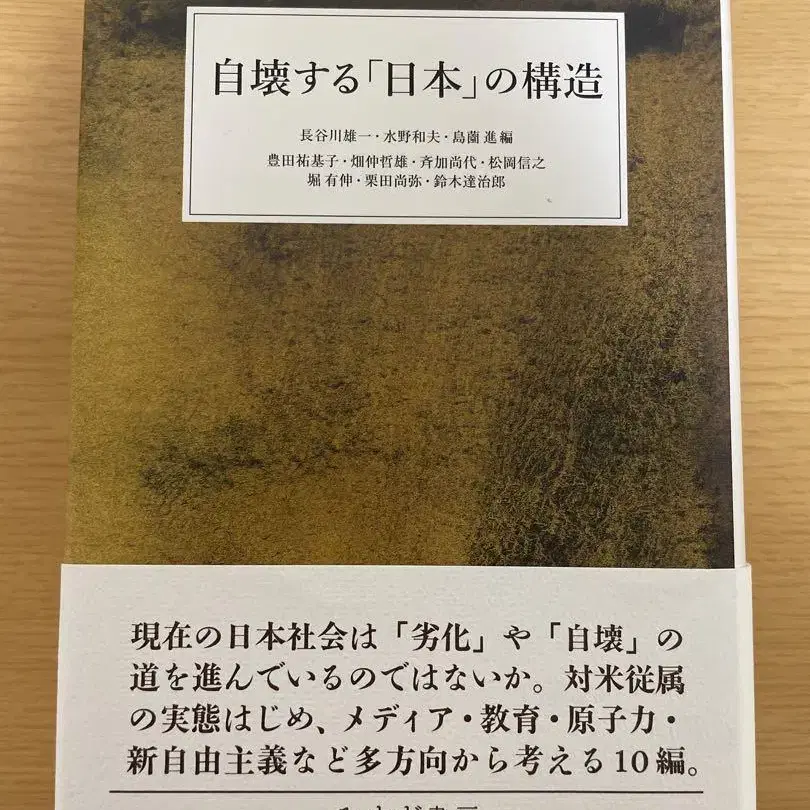 自壊する「日本」の構造
長谷川雄一・水野和夫・島薗 進 編
豊田祐基子・畑仲哲雄・斉加尚代・松岡信之
堀 有伸・栗田尚弥・鈴木達治郎
現在の日本社会は「劣化」や「自壊」の
道を進んでいるのではないか。対米従属
の実態はじめ、メディア・教育・原子力・
新自由主義など多方向から考える10編。